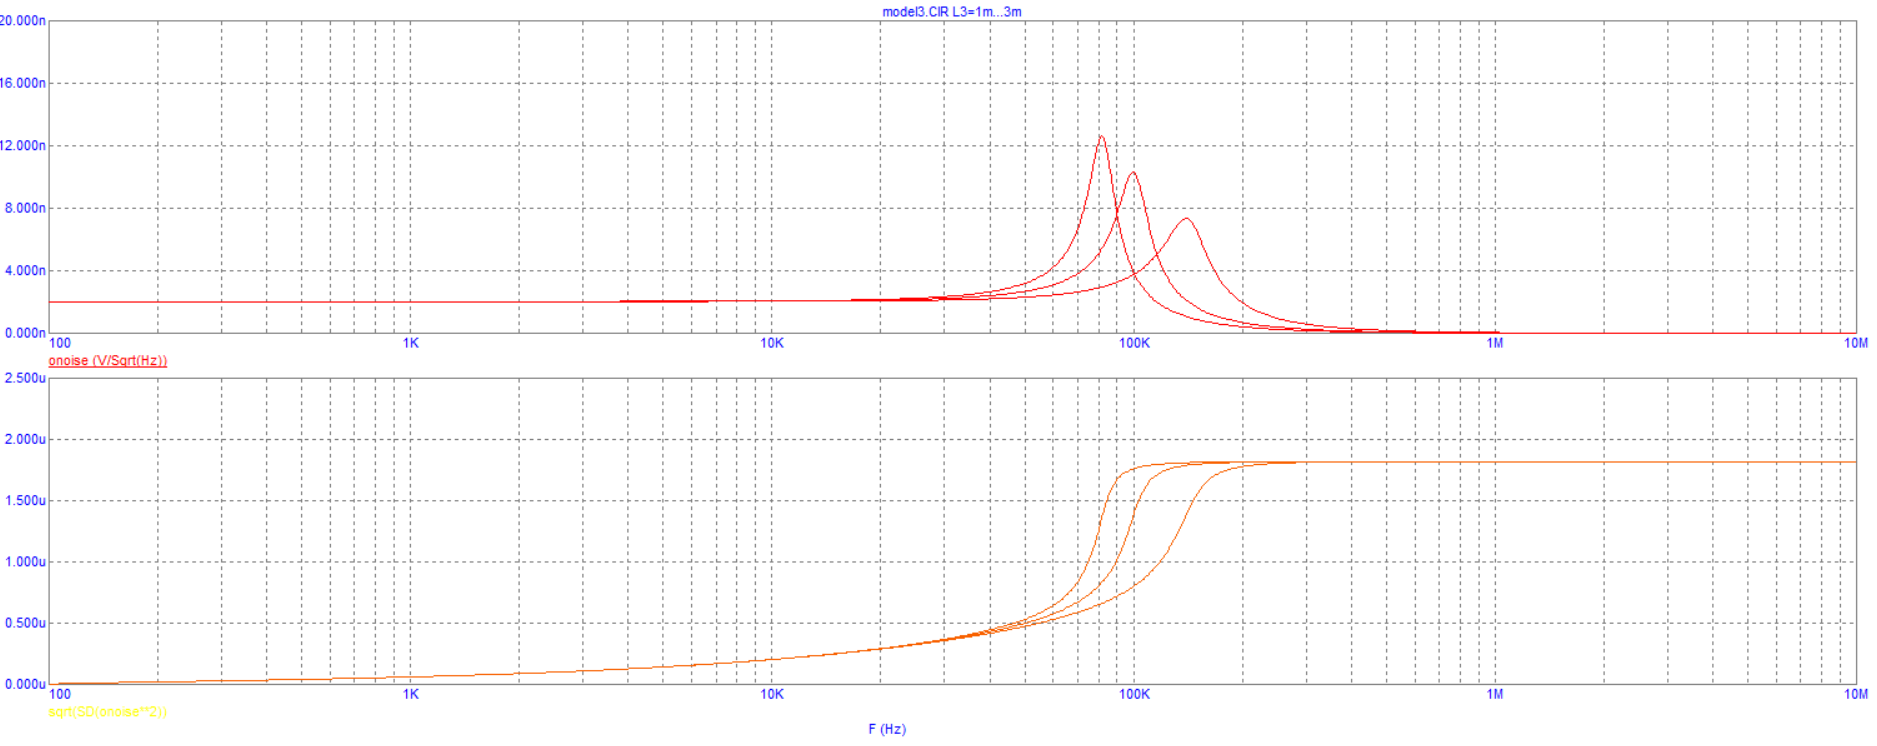 model3.CIR L3=1m...3m
20.000n
16.000n
12.000n
8.000n
4.000n
0.000n
100 1K 10K 100K 1M 10M
onoise (V/Sqrt(Hz))
2.500u
2.000u
1.500u
1.000u
0.500u
0.000u
100 1K 10K 100K 1M 10M
sqrt(SD(onoise**2))
F (Hz)